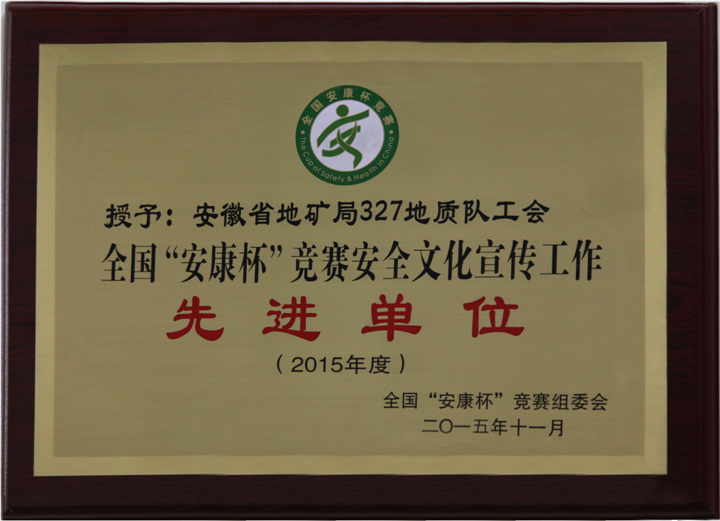 全国安康杯竞赛
The Cup of Safety & Health in China
授予：安徽省地矿局327地质队工会
全国“安康杯”竞赛安全文化宣传工作
先进单位
（2015年度）
全国“安康杯”竞赛组委会
二〇一五年十一月